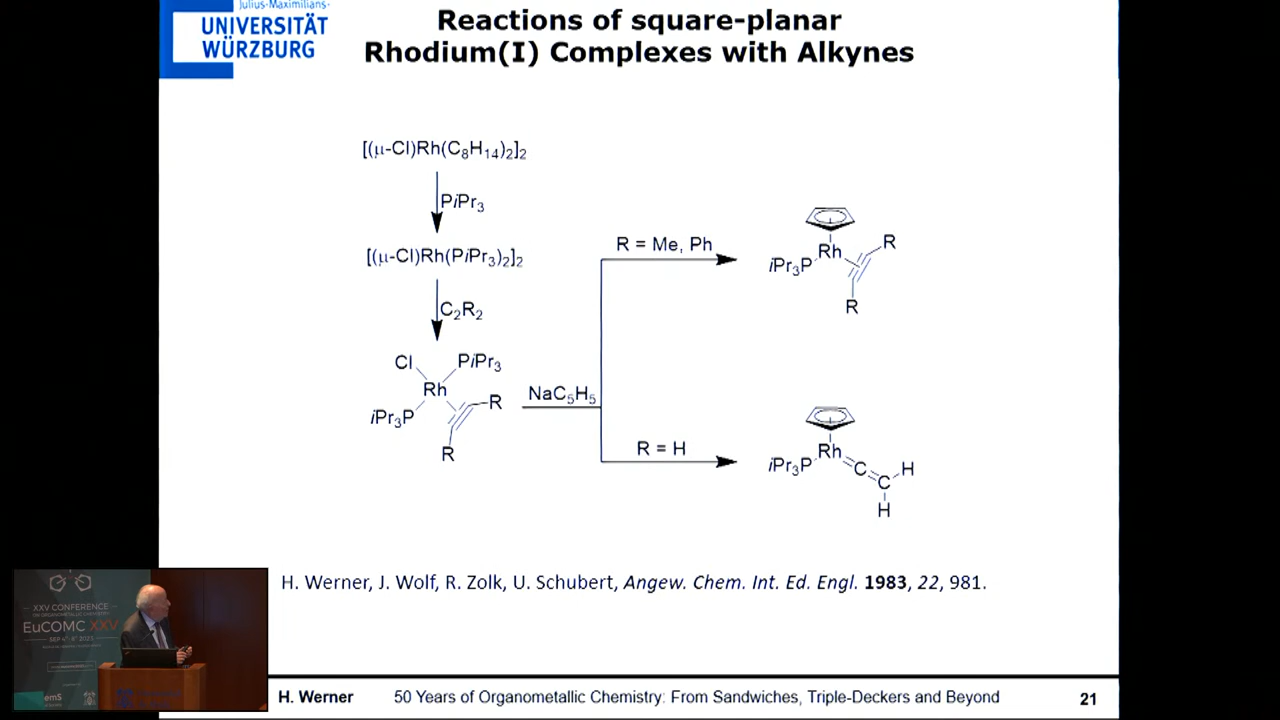 Julius-Maximilians-
UNIVERSITÄT
WÜRZBURG
Reactions of square-planar
Rhodium(I) Complexes with Alkynes
[(μ-Cl)Rh(C₈H₁₄)₂]₂
PiPr₃
[(μ-Cl)Rh(PiPr₃)₂]₂
C₂R₂
Cl
PiPr₃
Rh
iPr₃P
R
R
NaC₅H₅
R = Me, Ph
R = H
Rh
iPr₃P
R
R
Rh
iPr₃P
C
C
H
H
H. Werner, J. Wolf, R. Zolk, U. Schubert, Angew. Chem. Int. Ed. Engl. 1983, 22, 981.
XXV CONFERENCE
EuCOMC XXV
H. Werner
50 Years of Organometallic Chemistry: From Sandwiches, Triple-Deckers and Beyond
21